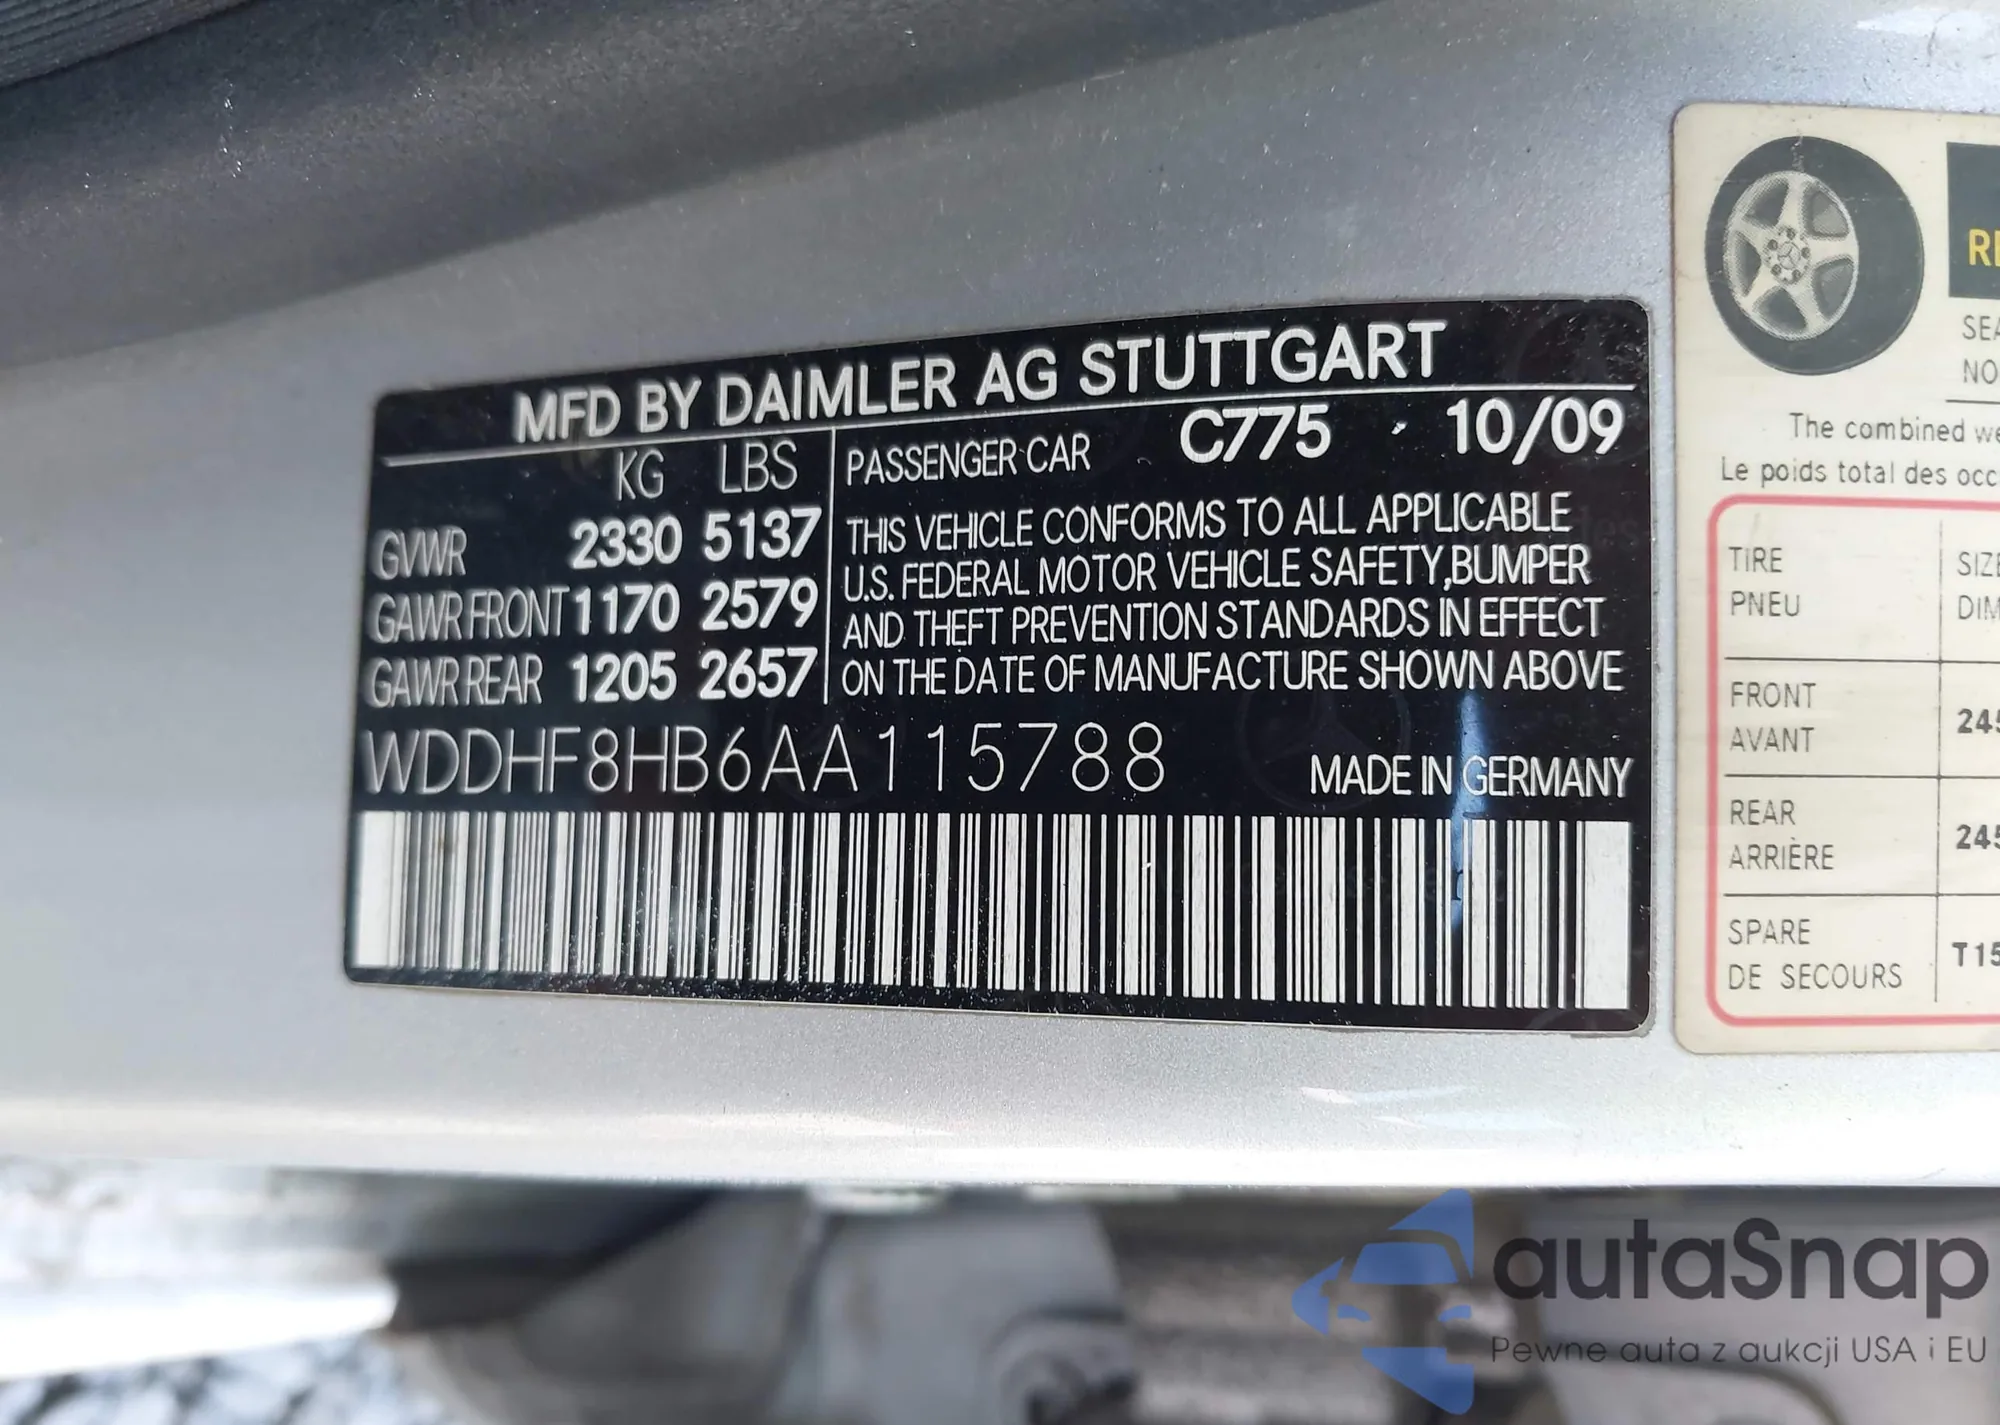 MFD BY DAIMLER AG STUTTGART
KG LBS
GVWR 2330 5137
GAWR FRONT 1170 2579
GAWR REAR 1205 2657
PASSENGER CAR C775 10/09
THIS VEHICLE CONFORMS TO ALL APPLICABLE
U.S. FEDERAL MOTOR VEHICLE SAFETY,BUMPER
AND THEFT PREVENTION STANDARDS IN EFFECT
ON THE DATE OF MANUFACTURE SHOWN ABOVE
WDDHF8HB6AA115788
MADE IN GERMANY
The combined
Le poids total des
TIRE
PNEU
FRONT
AVANT
REAR
ARRIÈRE
SPARE
DE SECOURS
autaSnap
Pewne auta z aukcji USA i EU